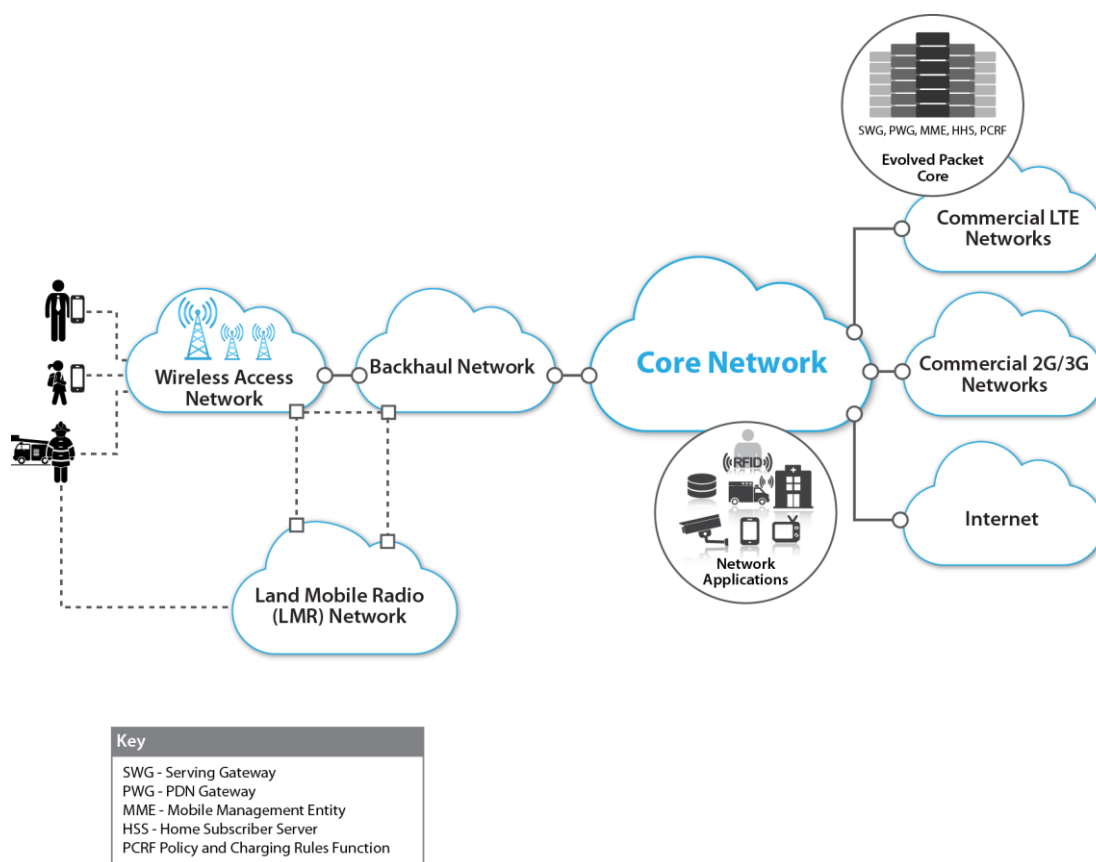 SWG, PWG, MME, HHS, PCRF
Evolved Packet
Core
Commercial LTE
Networks
Wireless Access
Network
Backhaul Network
Core Network
Commercial 2G/3G
Networks
RFID
Network
Applications
Internet
Land Mobile Radio
(LMR) Network
Key
SWG - Serving Gateway
PWG - PDN Gateway
MME - Mobile Management Entity
HSS - Home Subscriber Server
PCRF Policy and Charging Rules Function